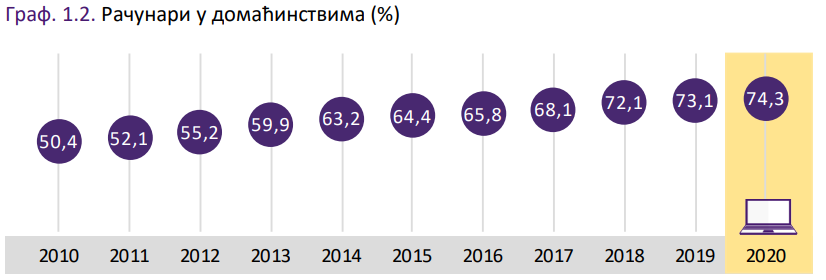 Граф. 1.2. Рачунари у домаћинствима (%)
50,4 52,1 55,2 59,9 63,2 64,4 65,8 68,1 72,1 73,1 74,3
2010 2011 2012 2013 2014 2015 2016 2017 2018 2019 2020